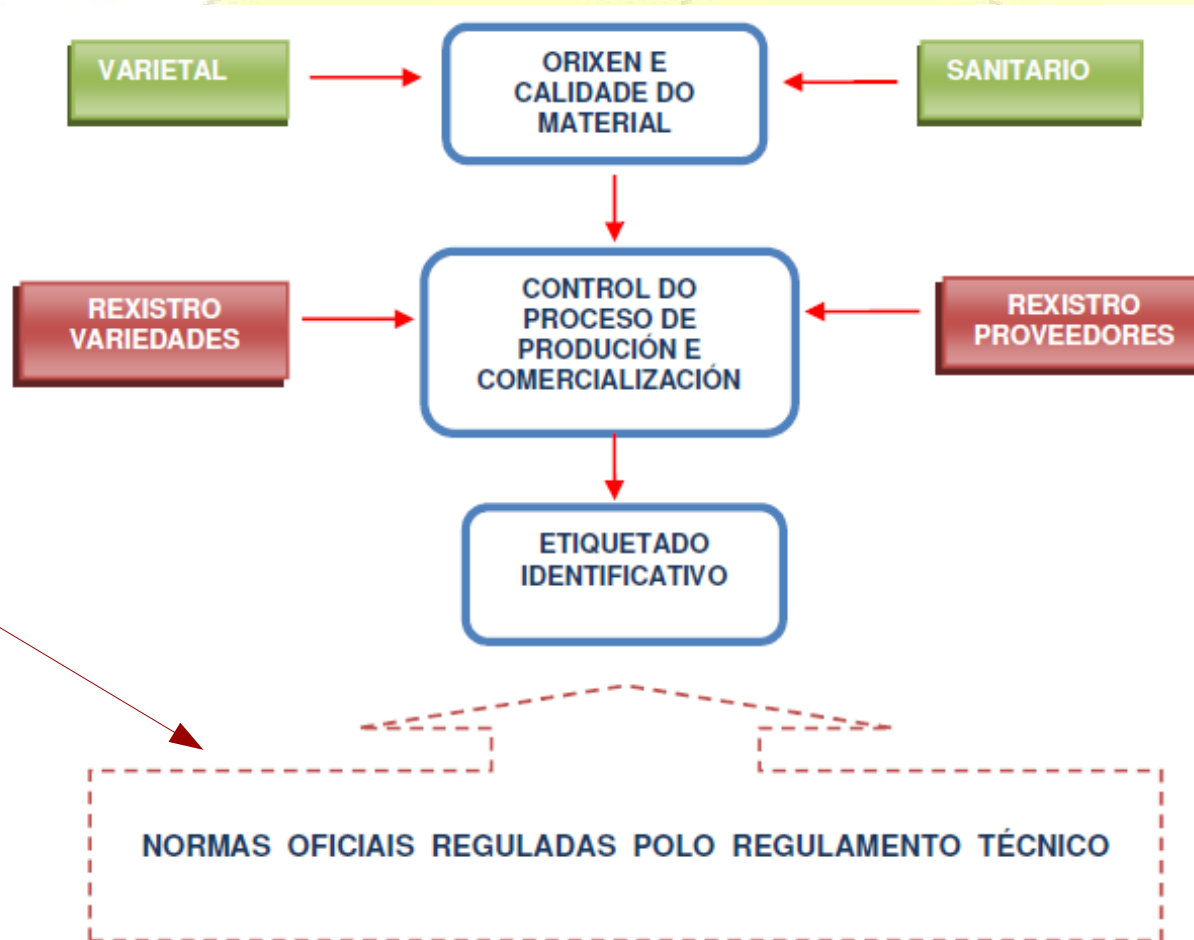 VARIETAL
ORIXEN E
CALIDADE DO
MATERIAL
SANITARIO
REXISTRO
VARIEDADES
CONTROL DO
PROCESO DE
PRODUCIÓN E
COMERCIALIZACIÓN
REXISTRO
PROVEEDORES
ETIQUETADO
IDENTIFICATIVO
NORMAS OFICIAIS REGULADAS POLO REGULAMENTO TÉCNICO